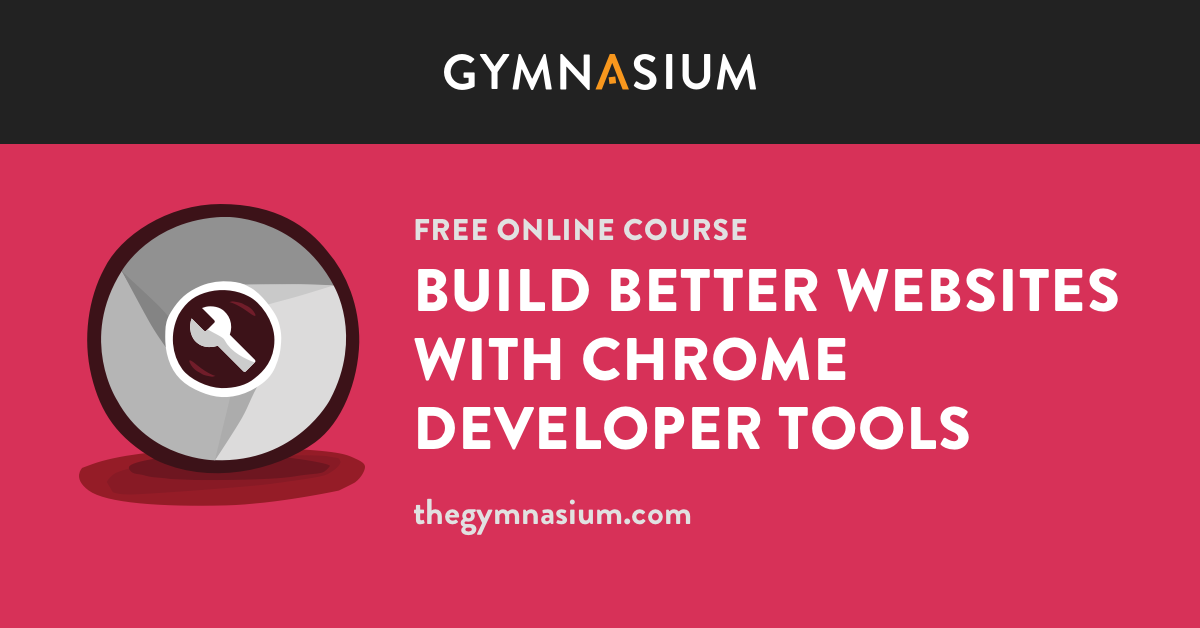 GYMNASIUM
FREE ONLINE COURSE
BUILD BETTER WEBSITES
WITH CHROME
DEVELOPER TOOLS
thegymnasium.com